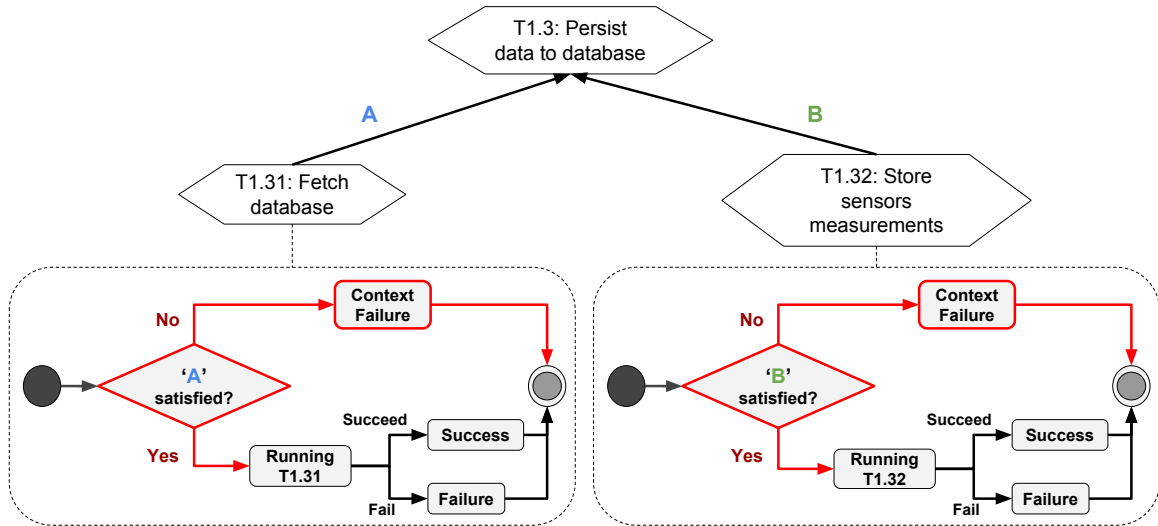 T1.3: Persist
data to database
A
B
T1.31: Fetch
database
T1.32: Store
sensors
measurements
No
Context
Failure
‘A’
satisfied?
Yes
Running
T1.31
Succeed
Success
Fail
Failure
No
Context
Failure
‘B’
satisfied?
Yes
Running
T1.32
Succeed
Success
Fail
Failure